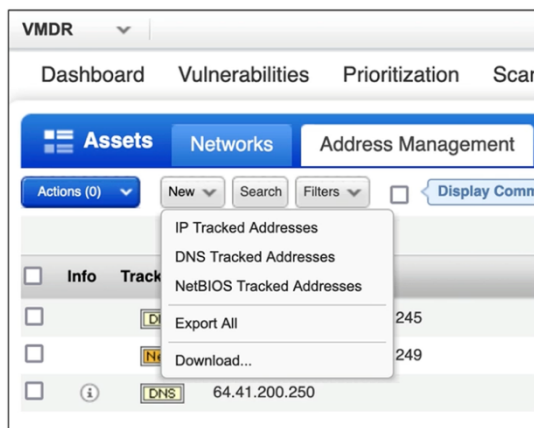 VMDR
Dashboard Vulnerabilities Prioritization
Assets Networks Address Management
Actions (0) New Search Filters Display
IP Tracked Addresses
DNS Tracked Addresses
NetBIOS Tracked Addresses
Info
Export All
245
249
Download...
DNS 64.41.200.250